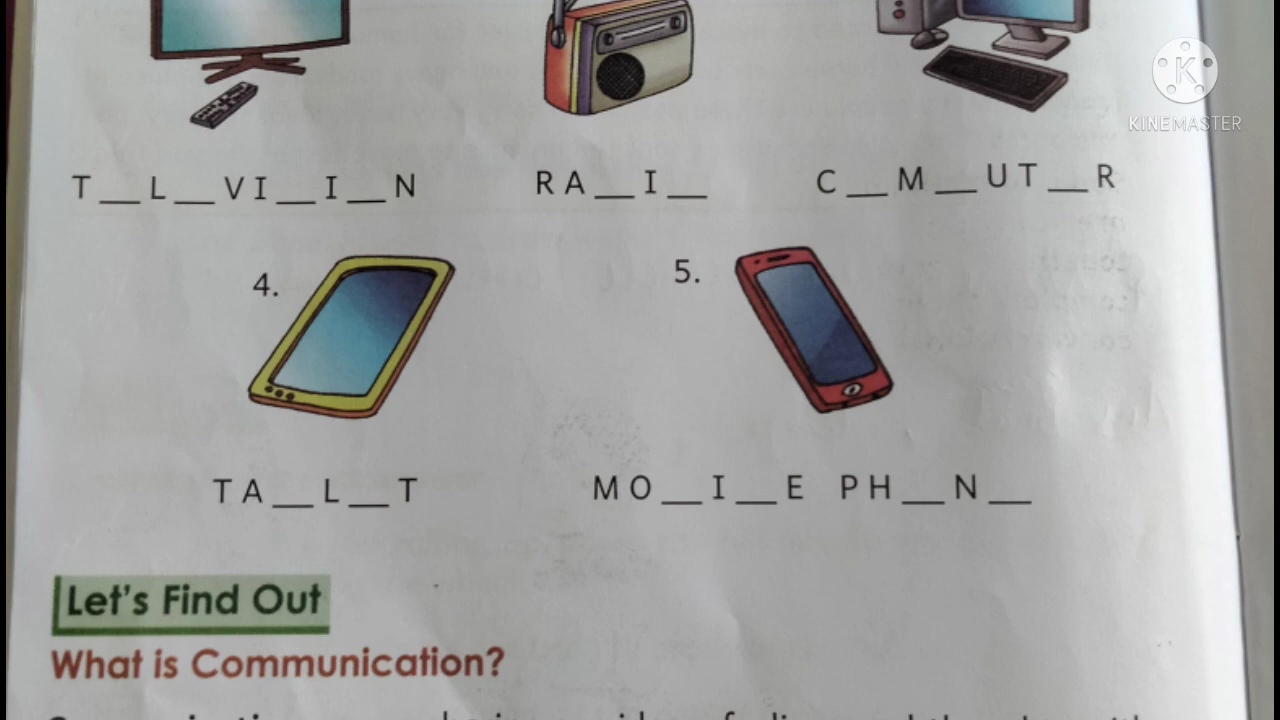 KINEMASTER
T__L__VI__I__N RA__I__ C__M__UT__R
4. 5.
TA__L__T MO__I__E PH__N__
Let's Find Out
What is Communication?